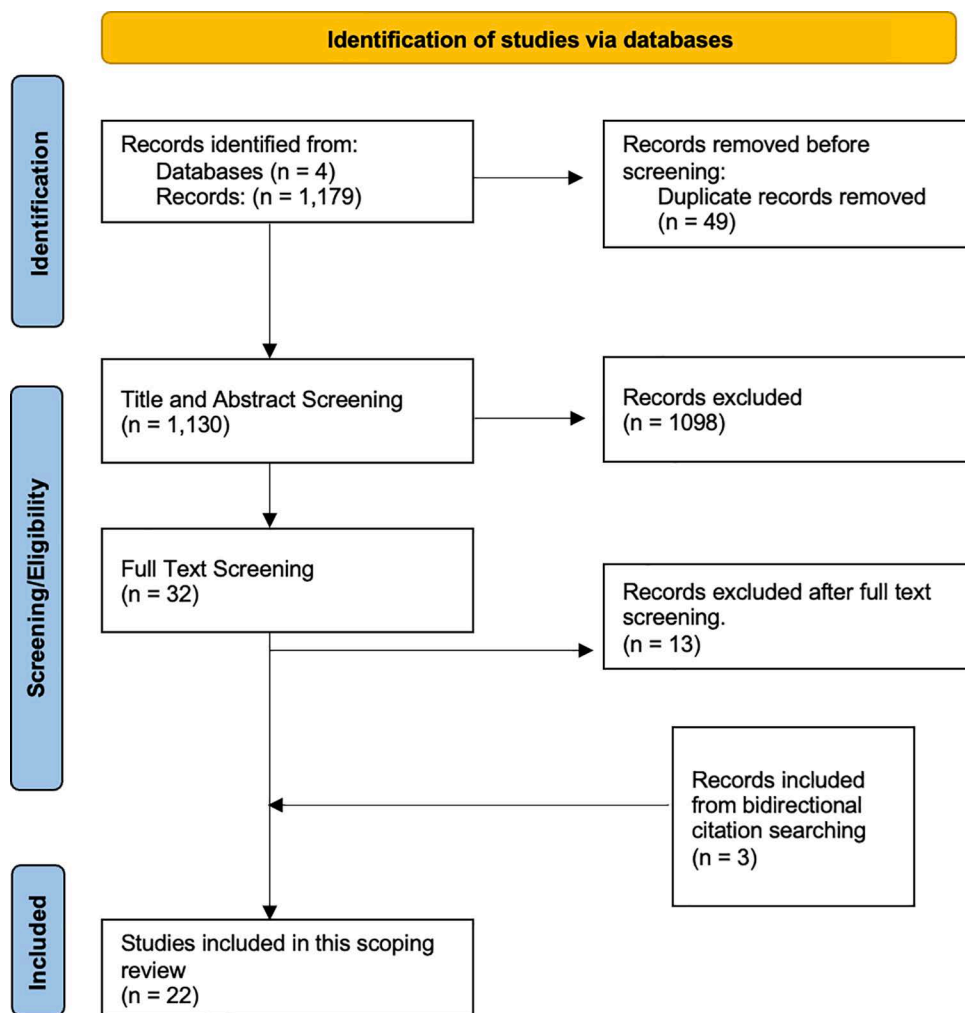 Identification of studies via databases
Identification
Records identified from:
Databases (n = 4)
Records: (n = 1,179)
Records removed before
screening:
Duplicate records removed
(n = 49)
Screening/Eligibility
Title and Abstract Screening
(n = 1,130)
Records excluded
(n = 1098)
Full Text Screening
(n = 32)
Records excluded after full text
screening.
(n = 13)
Records included
from bidirectional
citation searching
(n = 3)
Included
Studies included in this scoping
review
(n = 22)